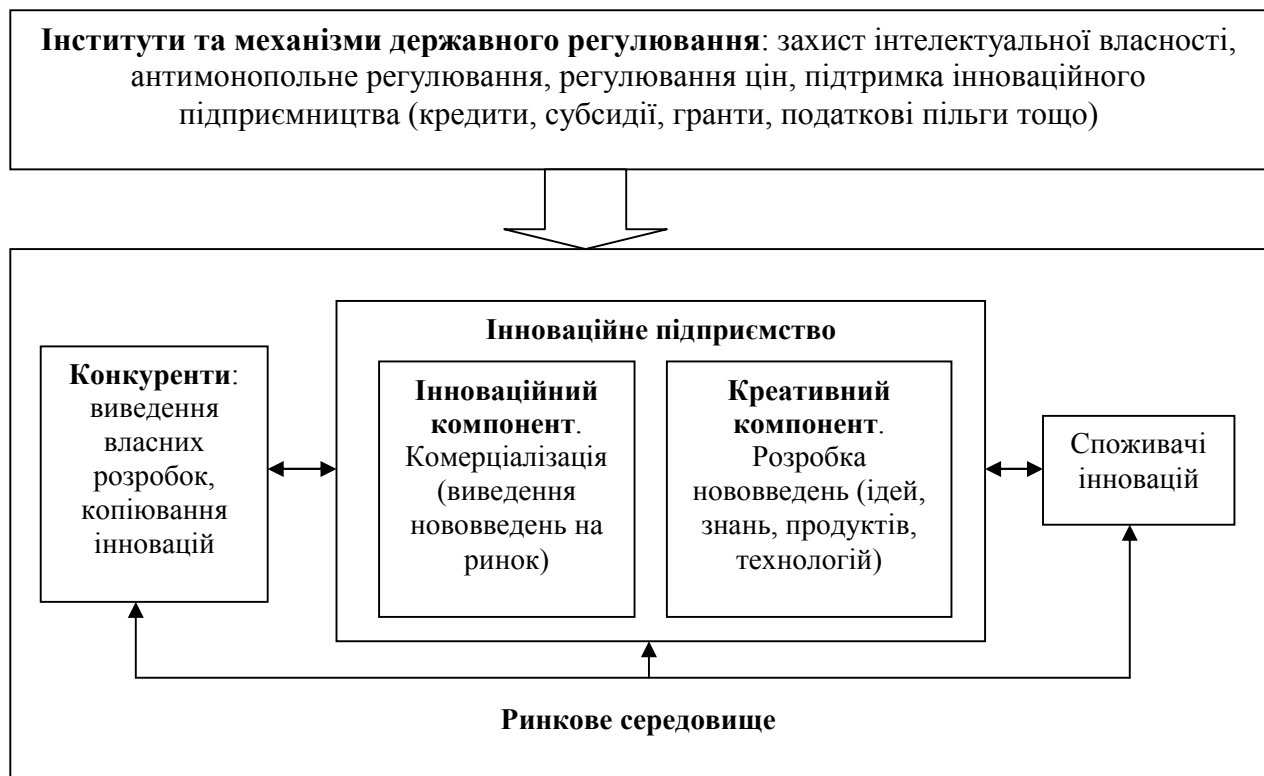 Інститути та механізми державного регулювання: захист інтелектуальної власності,
антимонопольне регулювання, регулювання цін, підтримка інноваційного
підприємництва (кредити, субсидії, гранти, податкові пільги тощо)
Інноваційне підприємство
Конкуренти:
виведення
власних
розробок,
копіювання
інновацій
Інноваційний
компонент.
Комерціалізація
(виведення
нововведень на
ринок)
Креативний
компонент.
Розробка
нововведень (ідей,
знань, продуктів,
технологій)
Споживачі
інновацій
Ринкове середовище